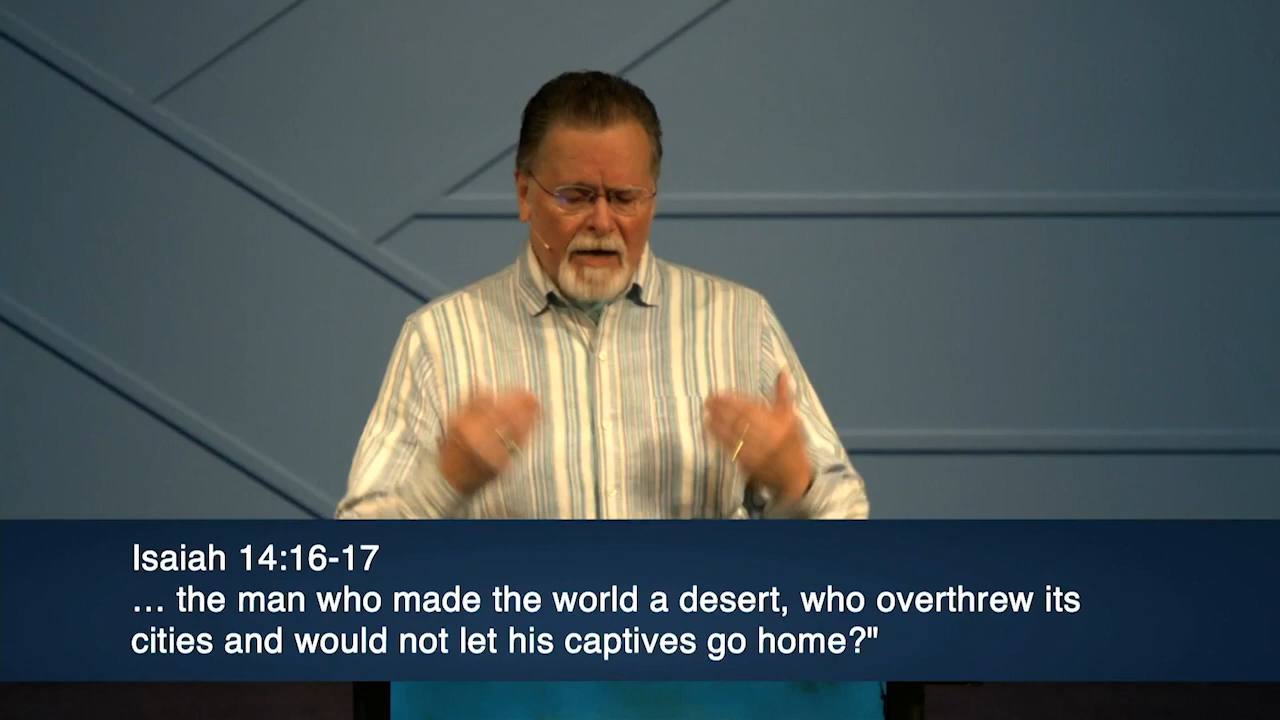 Isaiah 14:16-17
… the man who made the world a desert, who overthrew its
cities and would not let his captives go home?"